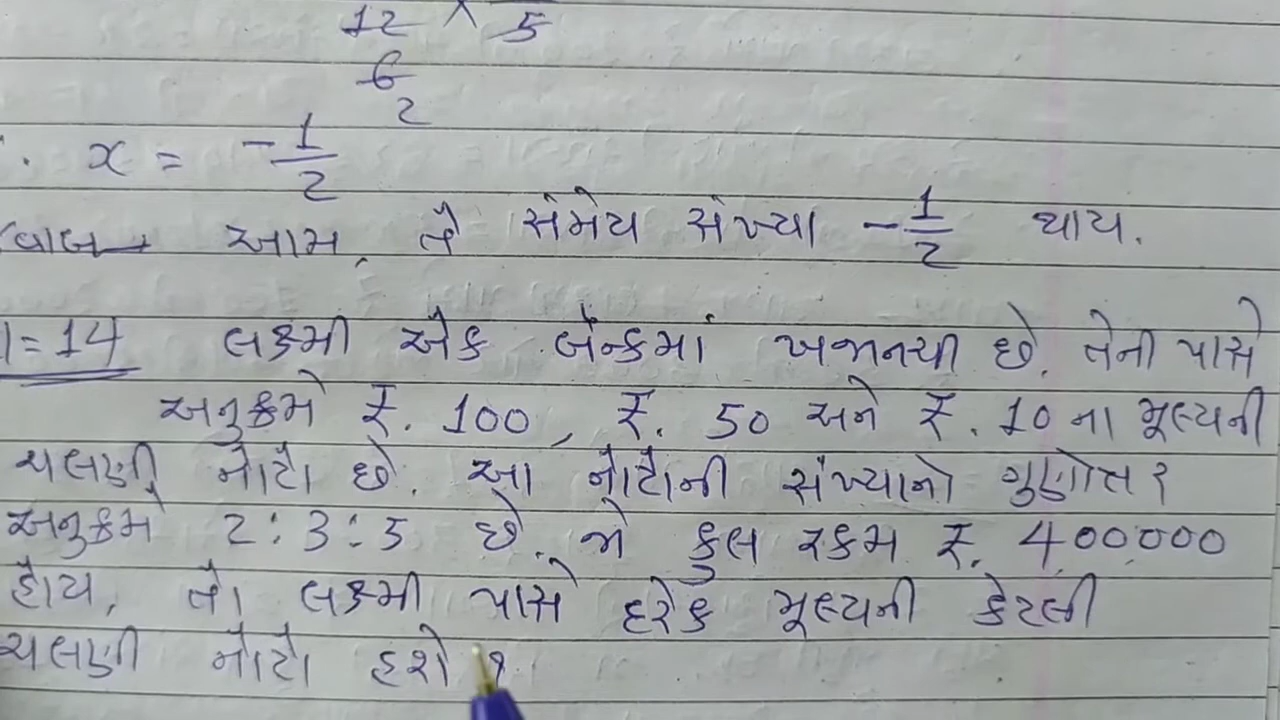 12 × 5
6
2
. x = -1/2
આમ, તે સંમેય સંખ્યા -1/2 થાય.
1=14 લક્ષ્મી એક બેન્કમાં ખજાનચી છે. તેની પાસે
અનુક્રમે રૂ. 100, રૂ. 50 અને રૂ. 10 ના મૂલ્યની
ચલણી નોટો છે. આ નોટોની સંખ્યાનો ગુણોત્તર
અનુક્રમે 2:3:5 છે. જો કુલ રકમ રૂ. 4,00,000
હોય, તો લક્ષ્મી પાસે દરેક મૂલ્યની કેટલી
ચલણી નોટો હશે ?